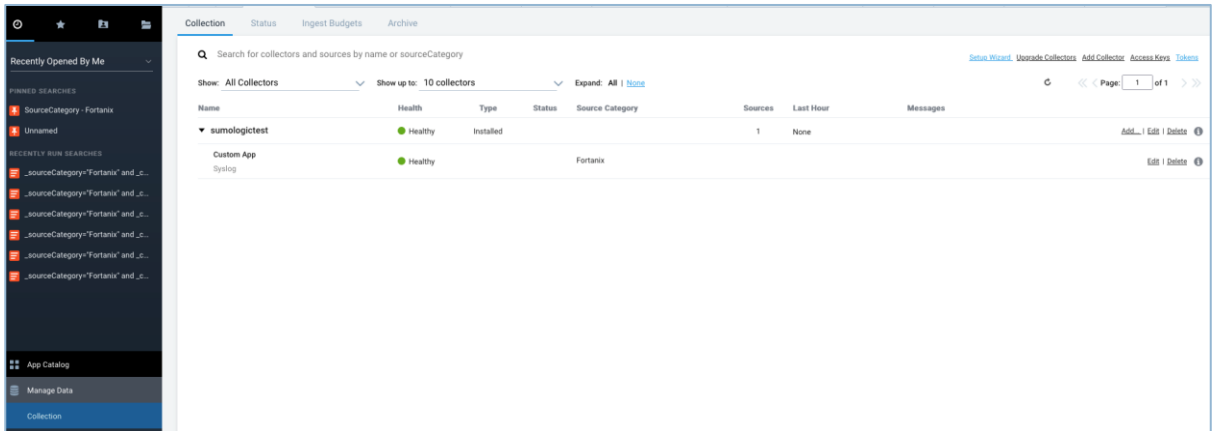 Recently Opened By Me
PINNED SEARCHES
SourceCategory - Fortanix
Unnamed
RECENTLY RUN SEARCHES
_sourceCategory="Fortanix" and _c...
_sourceCategory="Fortanix" and _c...
_sourceCategory="Fortanix" and _c...
_sourceCategory="Fortanix" and _c...
_sourceCategory="Fortanix" and _c...
_sourceCategory="Fortanix" and _c...
App Catalog
Manage Data
Collection
Collection Status Ingest Budgets Archive
Search for collectors and sources by name or sourceCategory
Setup Wizard Upgrade Collectors Add Collector Access Keys Tokens
Show: All Collectors Show up to: 10 collectors Expand: All | None Page: 1 of 1
Name Health Type Status Source Category Sources Last Hour Messages
sumologictest Healthy Installed 1 None Add... | Edit | Delete
Custom App Healthy Fortanix Edit | Delete
Syslog